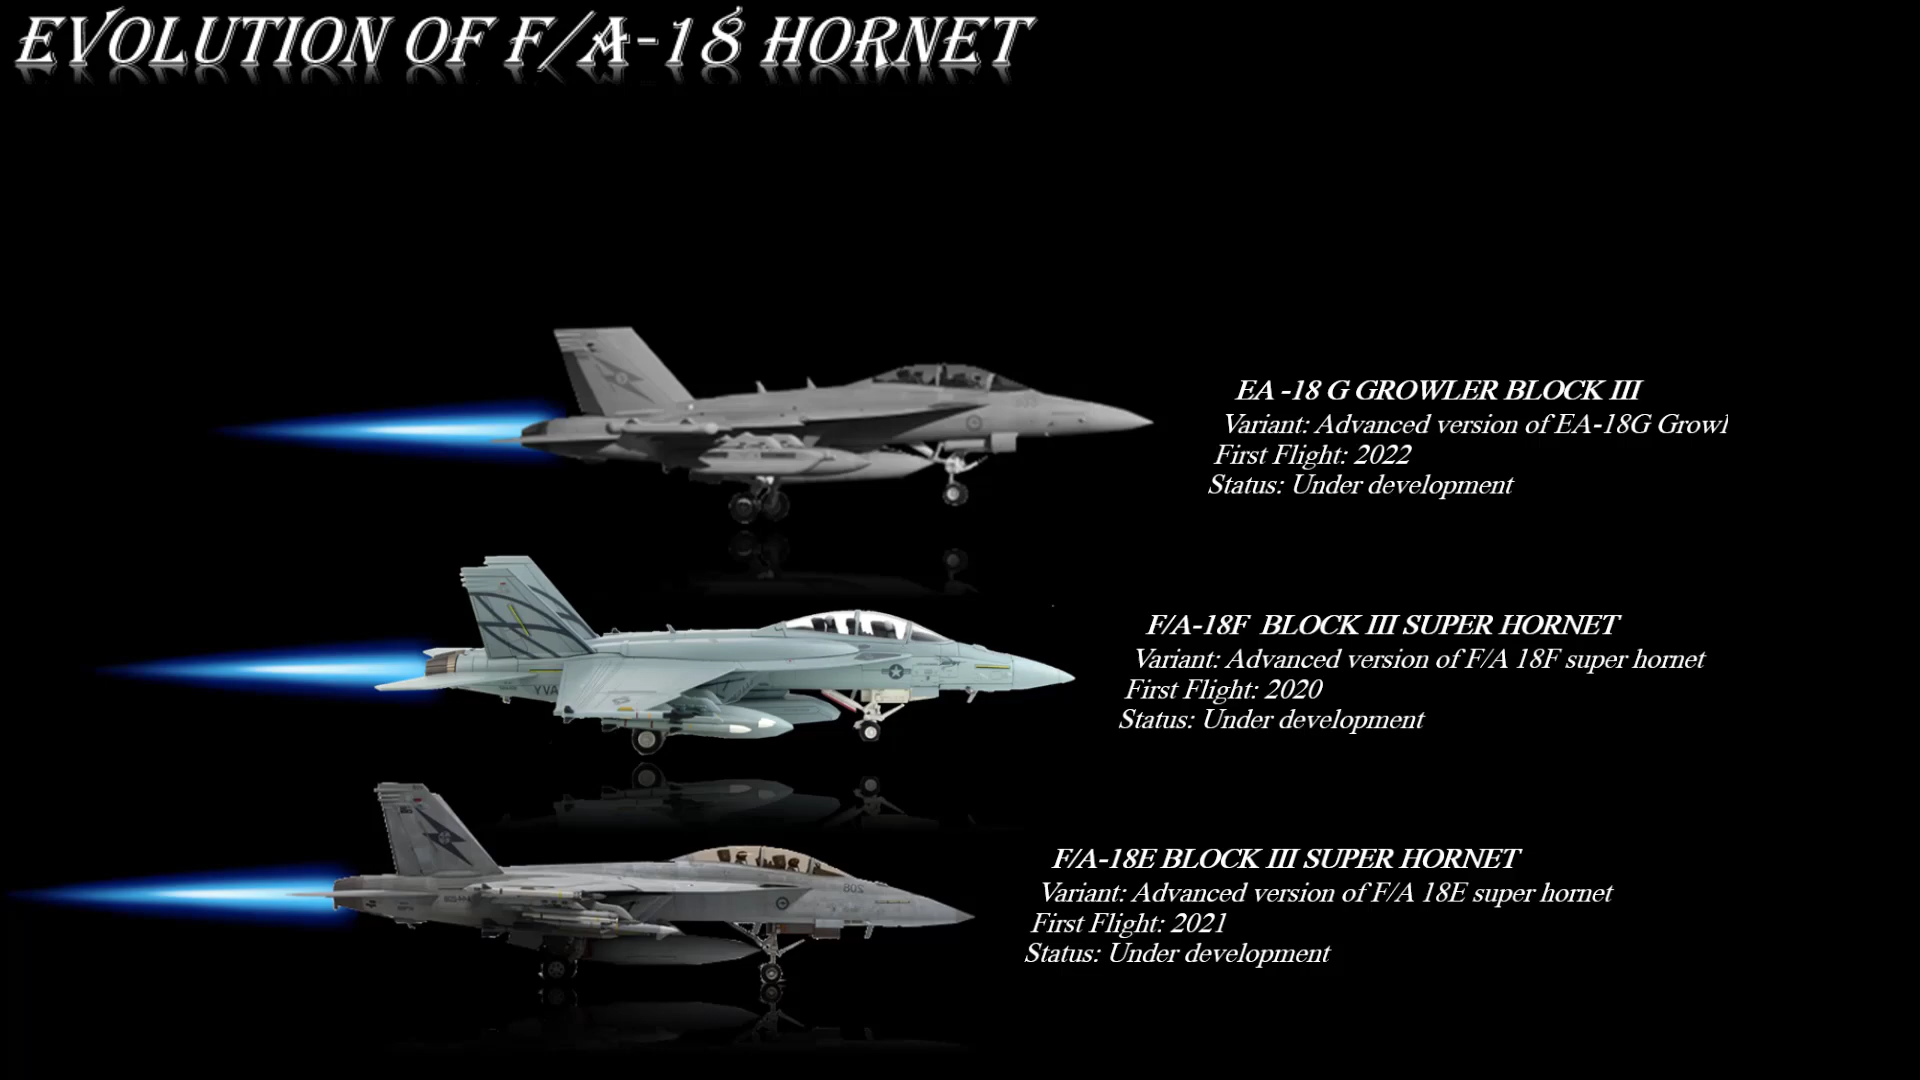 EVOLUTION OF F/A-18 HORNET
EA -18 G GROWLER BLOCK III
Variant: Advanced version of EA-18G Growl
First Flight: 2022
Status: Under development
F/A-18F BLOCK III SUPER HORNET
Variant: Advanced version of F/A 18F super hornet
First Flight: 2020
Status: Under development
YVA
F/A-18E BLOCK III SUPER HORNET
Variant: Advanced version of F/A 18E super hornet
First Flight: 2021
Status: Under development